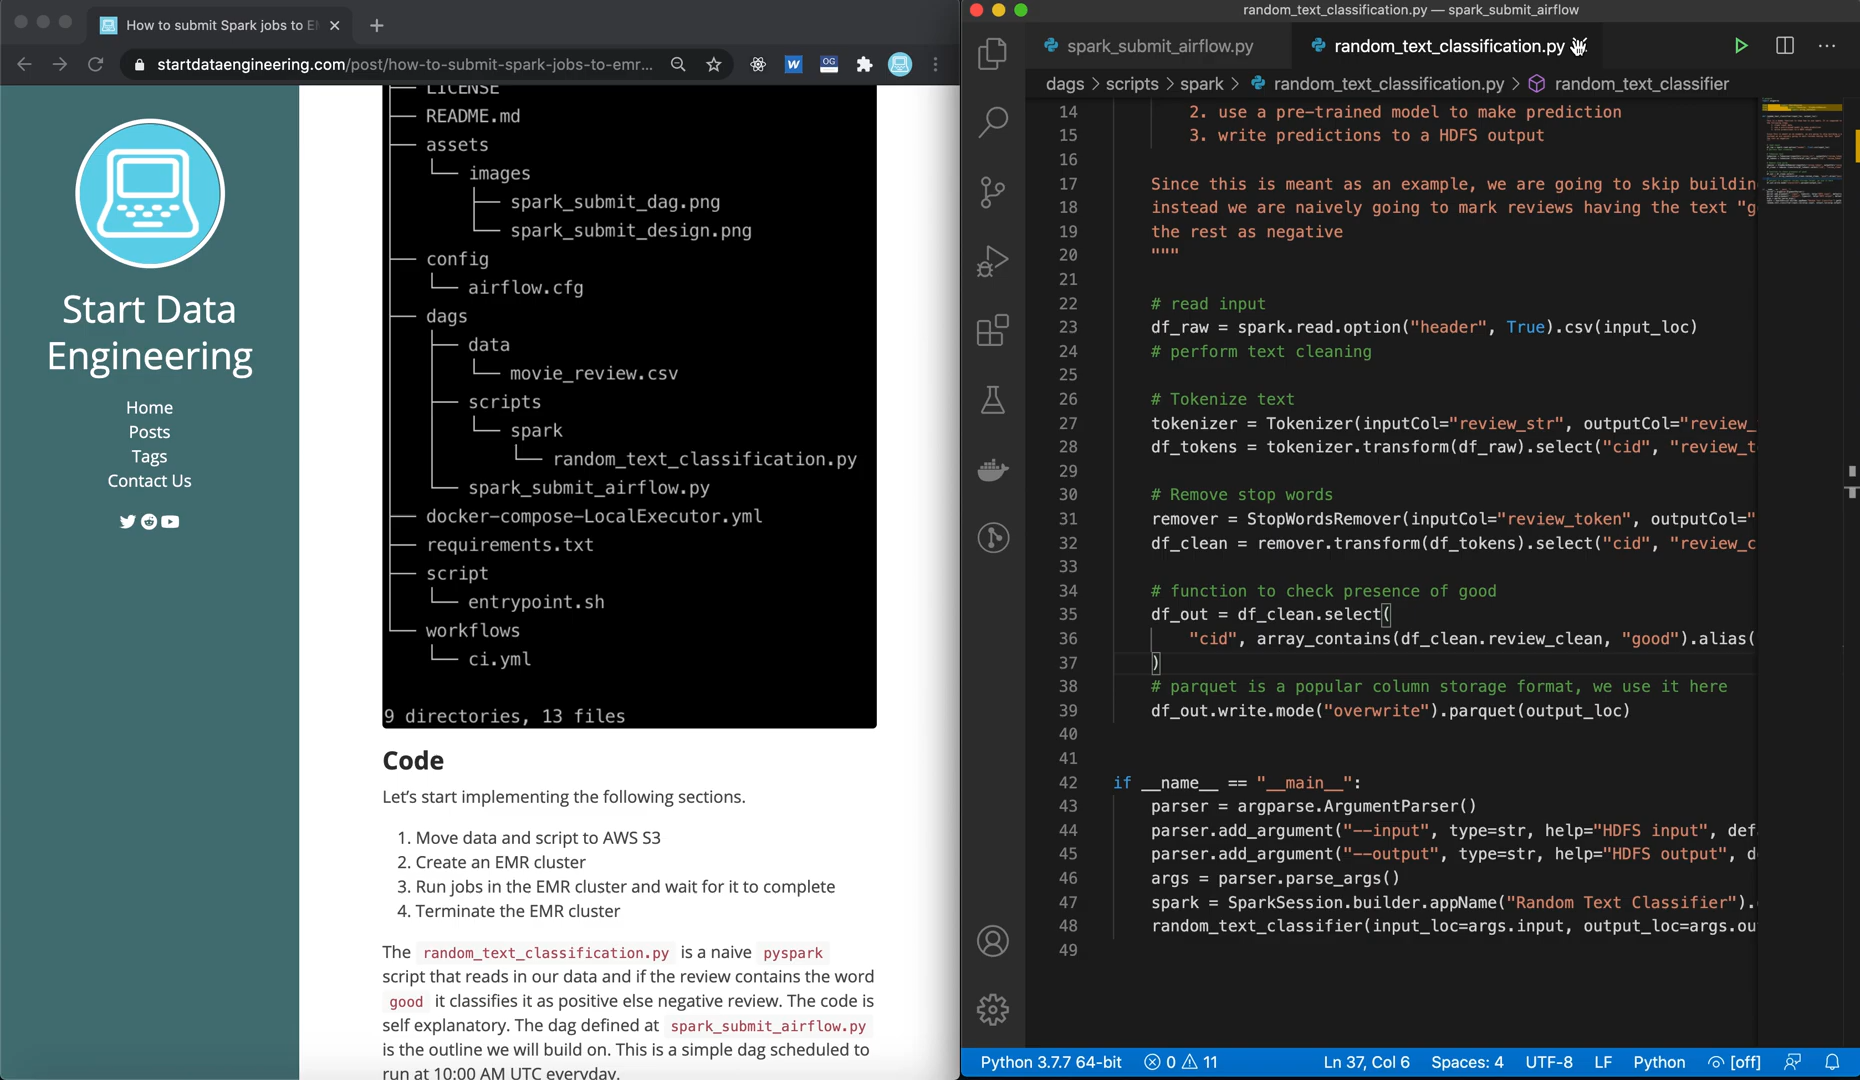 How to submit Spark jobs to EM
startdataengineering.com/post/how-to-submit-spark-jobs-to-emr...
W
OG
Start Data
Engineering
Home
Posts
Tags
Contact Us
LICENSE
README.md
assets
images
spark_submit_dag.png
spark_submit_design.png
config
airflow.cfg
dags
data
movie_review.csv
scripts
spark
random_text_classification.py
spark_submit_airflow.py
docker-compose-LocalExecutor.yml
requirements.txt
script
entrypoint.sh
workflows
ci.yml
9 directories, 13 files
Code
Let's start implementing the following sections.
1. Move data and script to AWS S3
2. Create an EMR cluster
3. Run jobs in the EMR cluster and wait for it to complete
4. Terminate the EMR cluster
The random_text_classification.py is a naive pyspark
script that reads in our data and if the review contains the word
good it classifies it as positive else negative review. The code is
self explanatory. The dag defined at spark_submit_airflow.py
is the outline we will build on. This is a simple dag scheduled to
run at 10:00 AM UTC everyday.
random_text_classification.py — spark_submit_airflow
spark_submit_airflow.py
random_text_classification.py
dags > scripts > spark > random_text_classification.py > random_text_classifier
14 2. use a pre-trained model to make prediction
15 3. write predictions to a HDFS output
16
17 Since this is meant as an example, we are going to skip buildin
18 instead we are naively going to mark reviews having the text "g
19 the rest as negative
20 """
21
22 # read input
23 df_raw = spark.read.option("header", True).csv(input_loc)
24 # perform text cleaning
25
26 # Tokenize text
27 tokenizer = Tokenizer(inputCol="review_str", outputCol="review_
28 df_tokens = tokenizer.transform(df_raw).select("cid", "review_t
29
30 # Remove stop words
31 remover = StopWordsRemover(inputCol="review_token", outputCol="
32 df_clean = remover.transform(df_tokens).select("cid", "review_c
33
34 # function to check presence of good
35 df_out = df_clean.select(
36 "cid", array_contains(df_clean.review_clean, "good").alias(
37 )
38 # parquet is a popular column storage format, we use it here
39 df_out.write.mode("overwrite").parquet(output_loc)
40
41
42 if __name__ == "__main__":
43 parser = argparse.ArgumentParser()
44 parser.add_argument("--input", type=str, help="HDFS input", def
45 parser.add_argument("--output", type=str, help="HDFS output", d
46 args = parser.parse_args()
47 spark = SparkSession.builder.appName("Random Text Classifier").
48 random_text_classifier(input_loc=args.input, output_loc=args.ou
49
Python 3.7.7 64-bit 0 11 Ln 37, Col 6 Spaces: 4 UTF-8 LF Python [off]